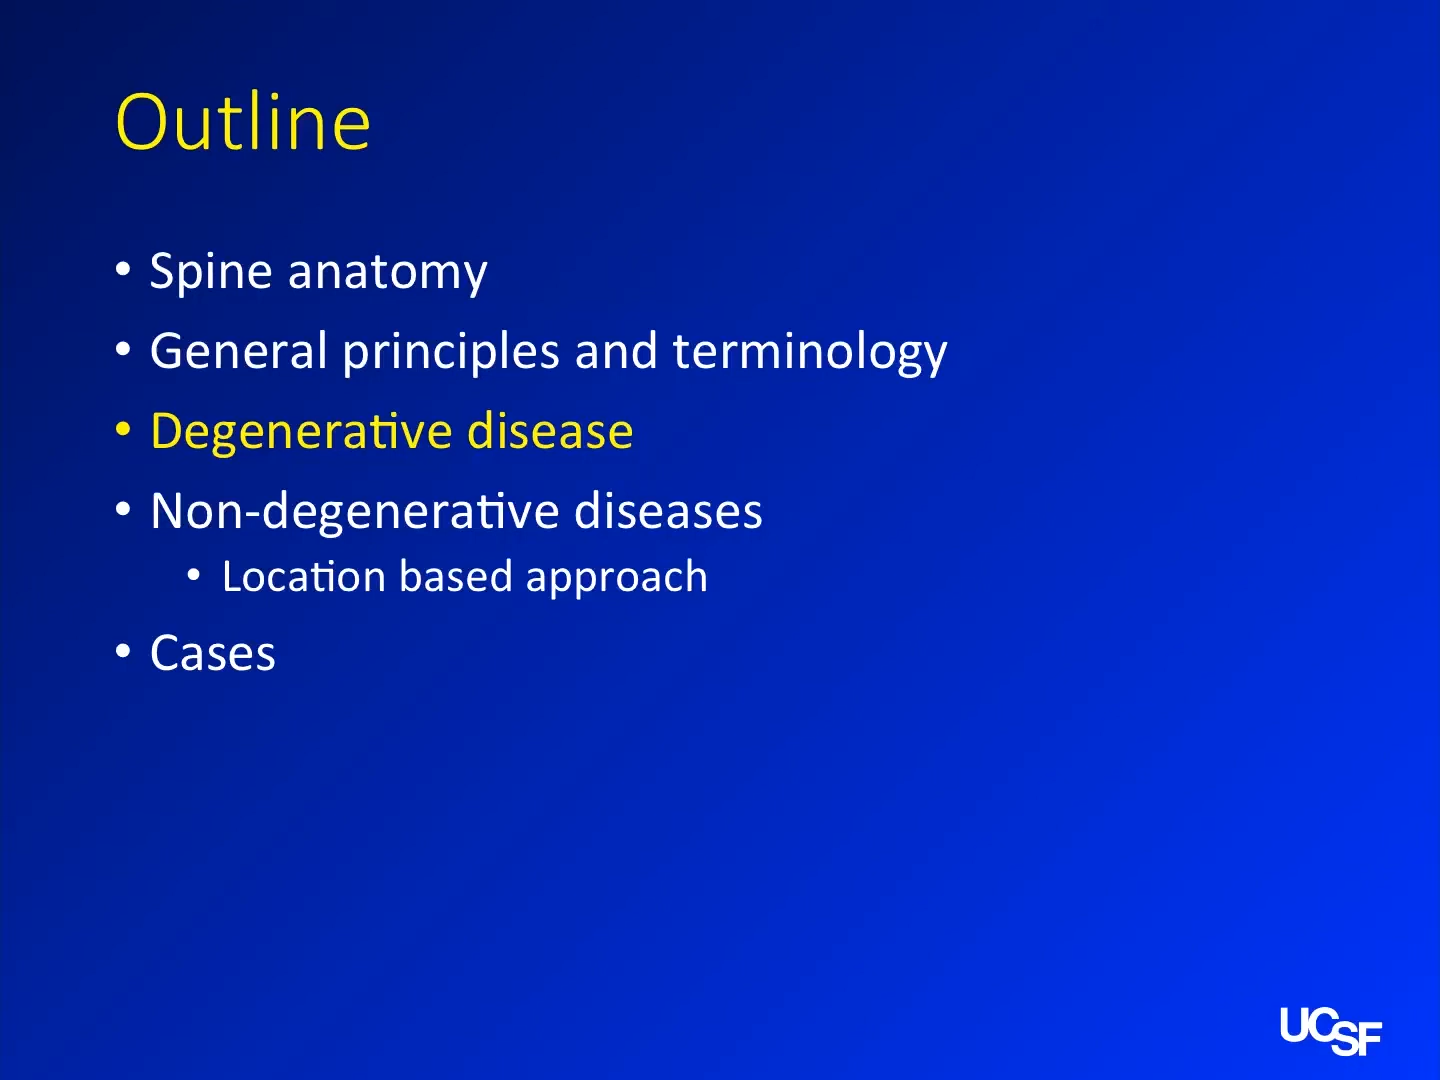 Outline
• Spine anatomy
• General principles and terminology
• Degenerative disease
• Non-degenerative diseases
• Location based approach
• Cases
UCSF